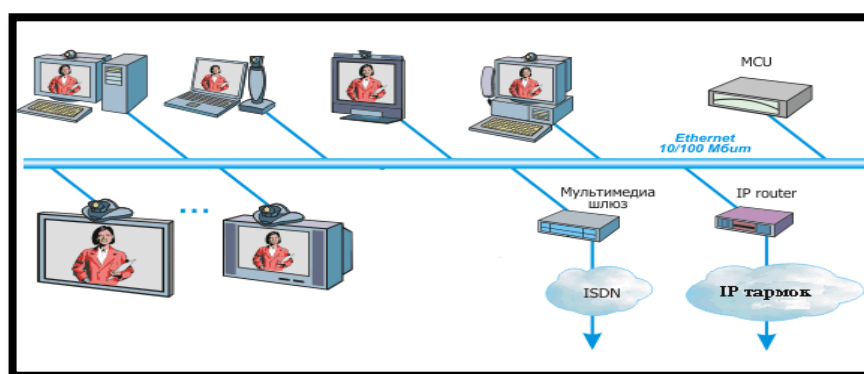 MCU
Ethernet
10/100 Мбит
Мультимедиа
шлюз
IP router
ISDN
IP тармок